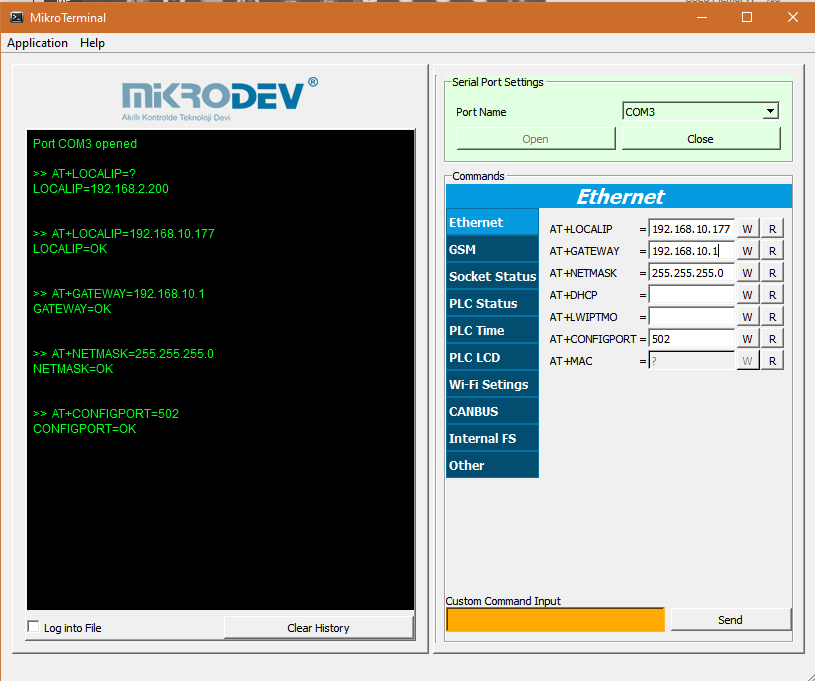 MikroTerminal
Application Help
MİKRODEV®
Akıllı Kontrolde Teknoloji Devi
Port COM3 opened
>> AT+LOCALIP=?
LOCALIP=192.168.2.200
>> AT+LOCALIP=192.168.10.177
LOCALIP=OK
>> AT+GATEWAY=192.168.10.1
GATEWAY=OK
>> AT+NETMASK=255.255.255.0
NETMASK=OK
>> AT+CONFIGPORT=502
CONFIGPORT=OK
Log into File
Clear History
Serial Port Settings
Port Name COM3
Open Close
Commands
Ethernet
Ethernet
GSM
Socket Status
PLC Status
PLC Time
PLC LCD
Wi-Fi Setings
CANBUS
Internal FS
Other
AT+LOCALIP = 192.168.10.177 W R
AT+GATEWAY = 192.168.10.1 W R
AT+NETMASK = 255.255.255.0 W R
AT+DHCP = W R
AT+LWIPTMO = W R
AT+CONFIGPORT = 502 W R
AT+MAC = ? W R
Custom Command Input
Send